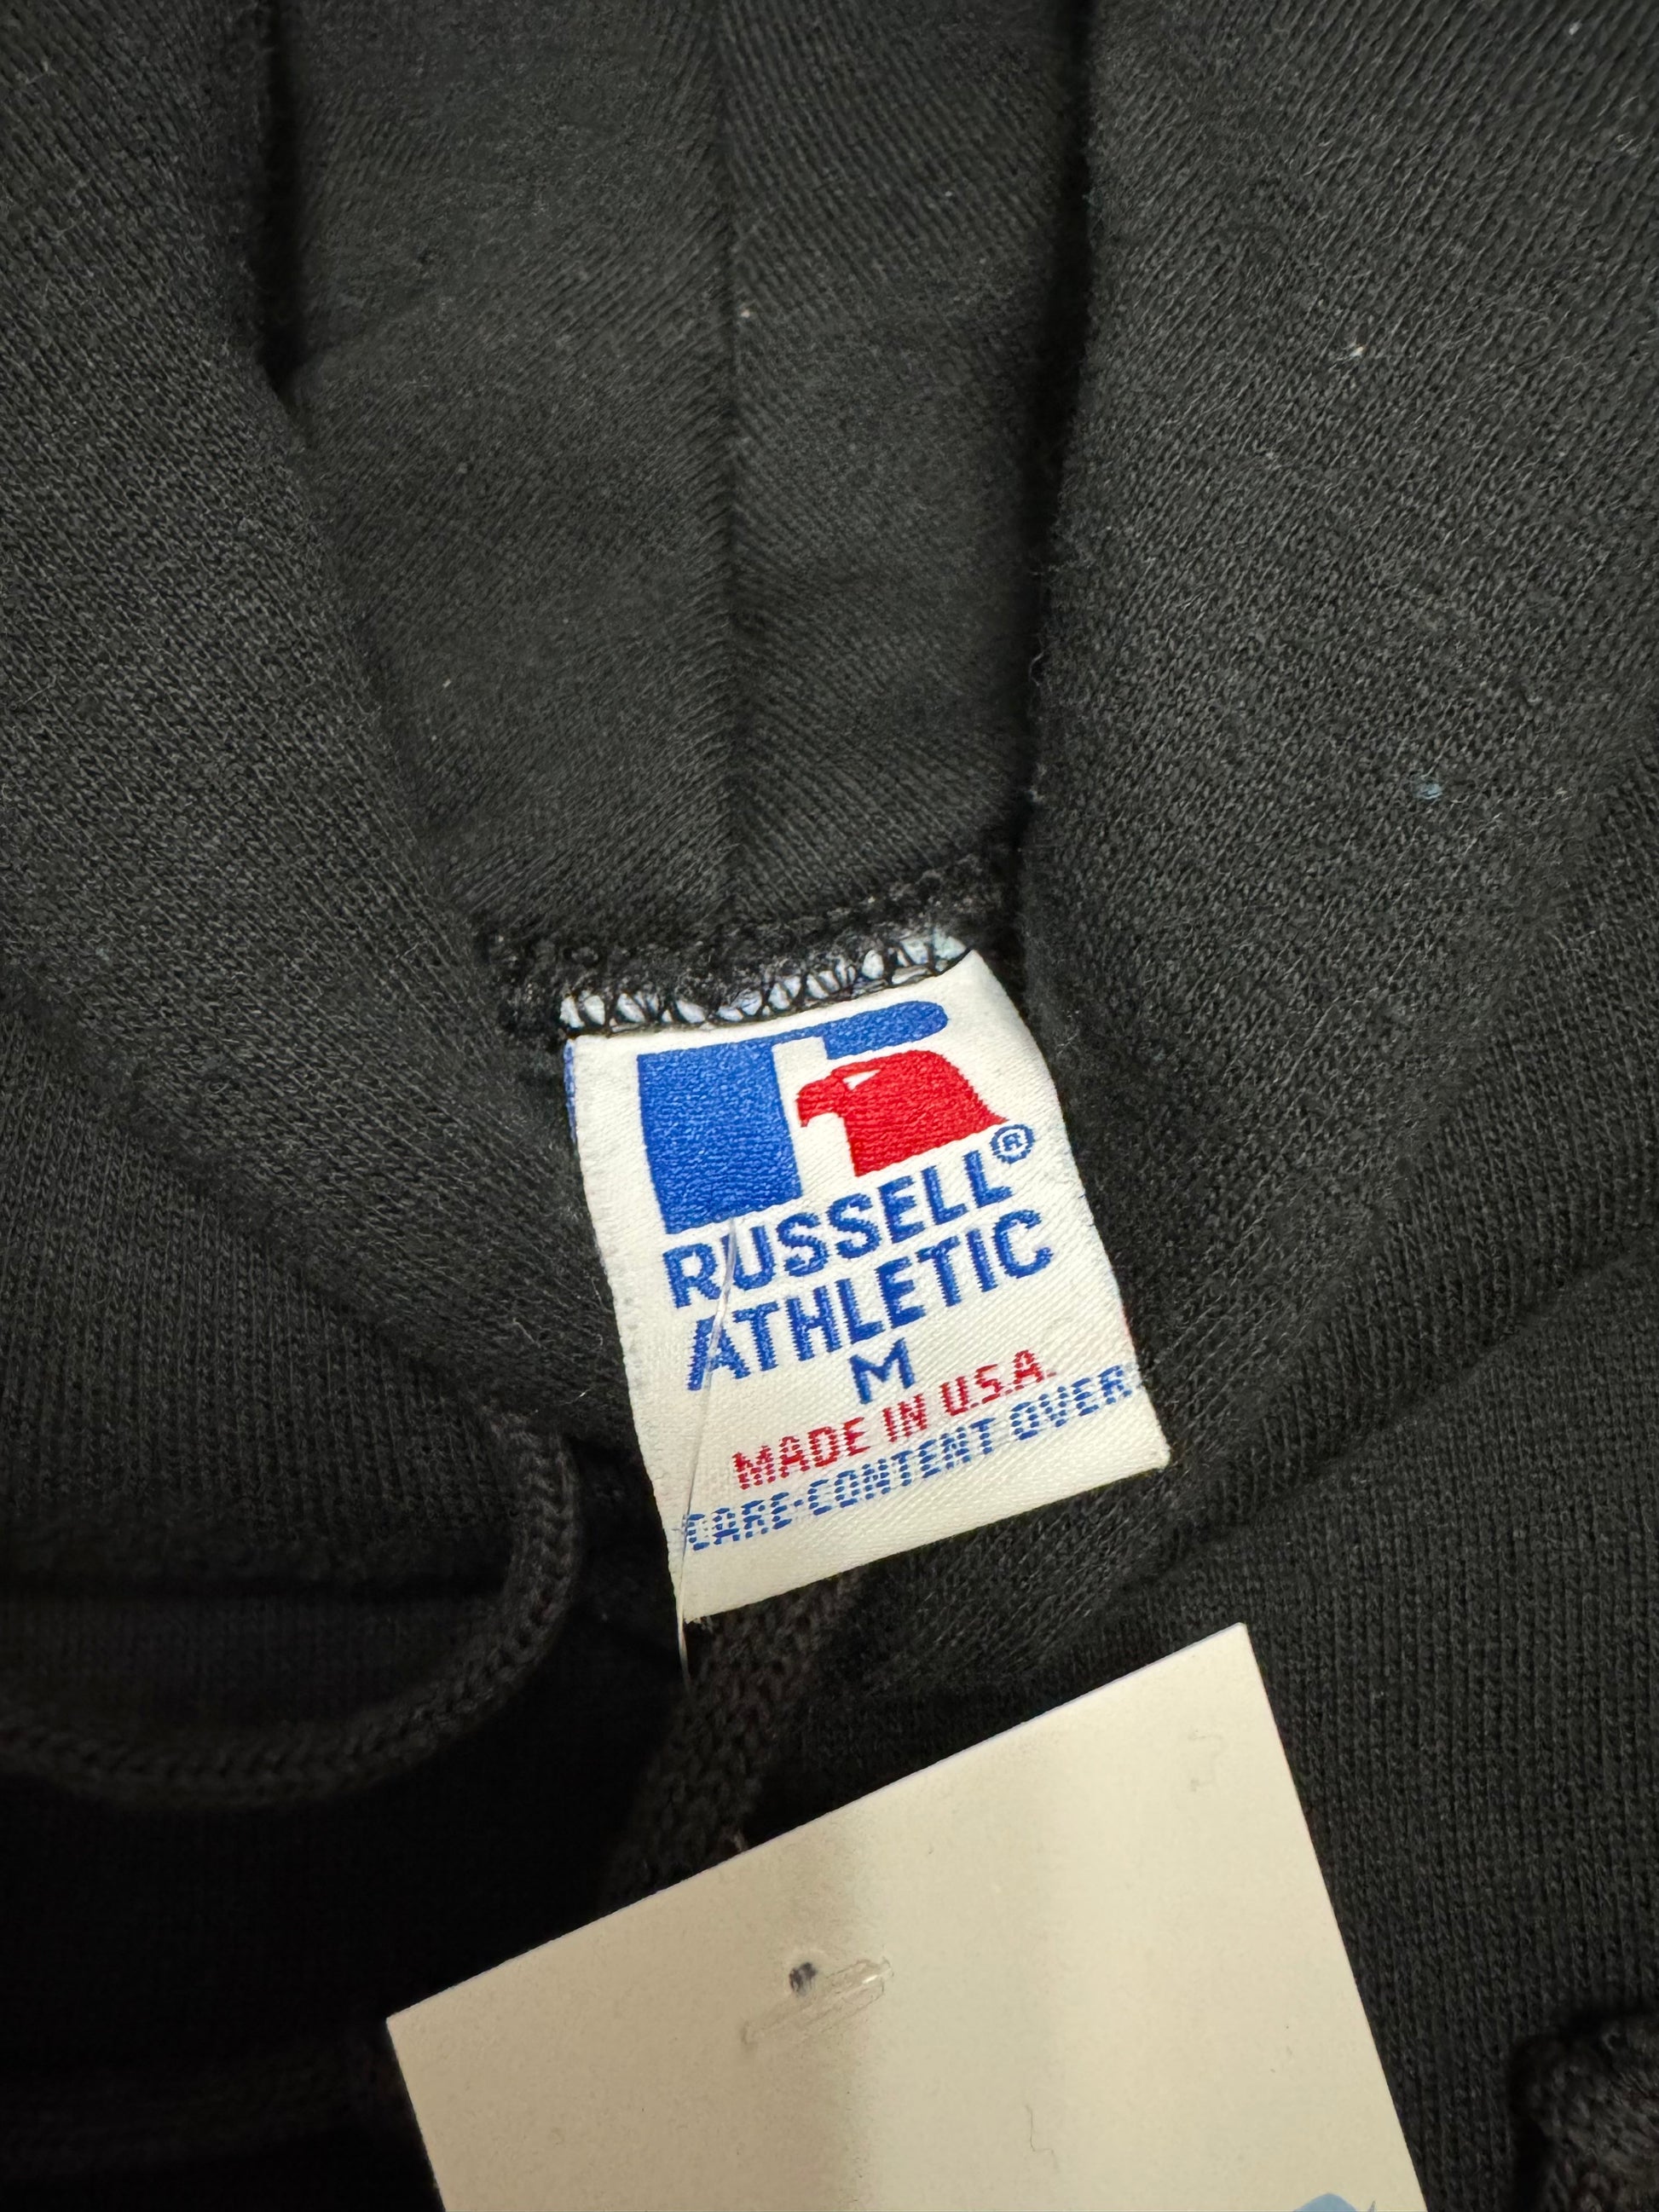 RUSSELL®
ATHLETIC
M
MADE IN U.S.A.
CARE-CONTENT OVER